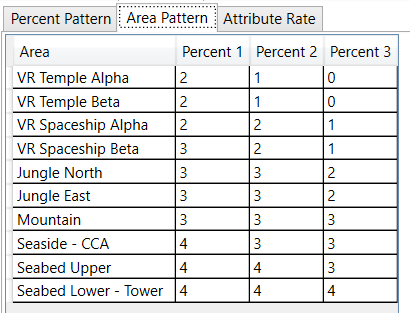 Percent Pattern Area Pattern Attribute Rate
Area Percent 1 Percent 2 Percent 3
VR Temple Alpha 2 1 0
VR Temple Beta 2 1 0
VR Spaceship Alpha 2 2 1
VR Spaceship Beta 3 2 1
Jungle North 3 3 2
Jungle East 3 3 2
Mountain 3 3 3
Seaside - CCA 4 3 3
Seabed Upper 4 4 3
Seabed Lower - Tower 4 4 4